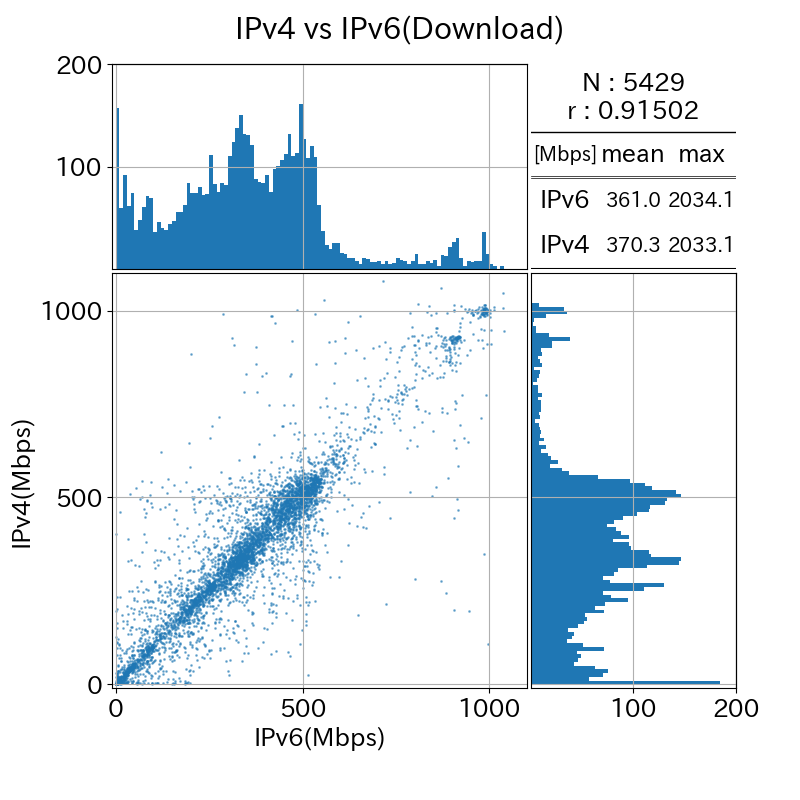 IPv4 vs IPv6(Download)
200
100
N : 5429
r : 0.91502
[Mbps] mean max
IPv6 361.0 2034.1
IPv4 370.3 2033.1
1000
500
0
IPv4(Mbps)
0 500 1000
100 200
IPv6(Mbps)